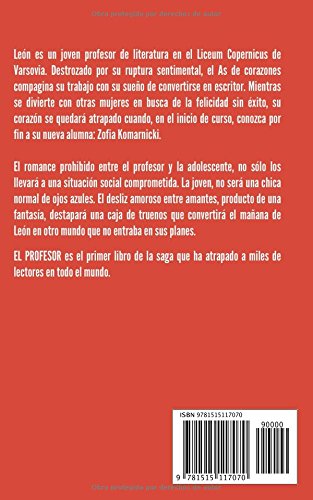 Obra protegida por derechos de autor
León es un joven profesor de literatura en el Liceum Copernicus de
Varsovia. Destrozado por su ruptura sentimental, el As de corazones
compagina su trabajo con su sueño de convertirse en escritor. Mientras
se divierte con otras mujeres en busca de la felicidad sin éxito, su
corazón se quedará atrapado cuando, en el inicio de curso, conozca por
fin a su nueva alumna: Zofia Komarnicki.
El romance prohibido entre el profesor y la adolescente, no sólo los
llevará a una situación social comprometida. La joven, no será una chica
normal de ojos azules. El desliz amoroso entre amantes, producto de una
fantasía, destapará una caja de truenos que convertirá el mañana de
León en otro mundo que no entraba en sus planes.
EL PROFESOR es el primer libro de la saga que ha atrapado a miles de
lectores en todo el mundo.
ISBN 9781515117070
90000
9 781515 117070
Obra protegida por derechos de autor